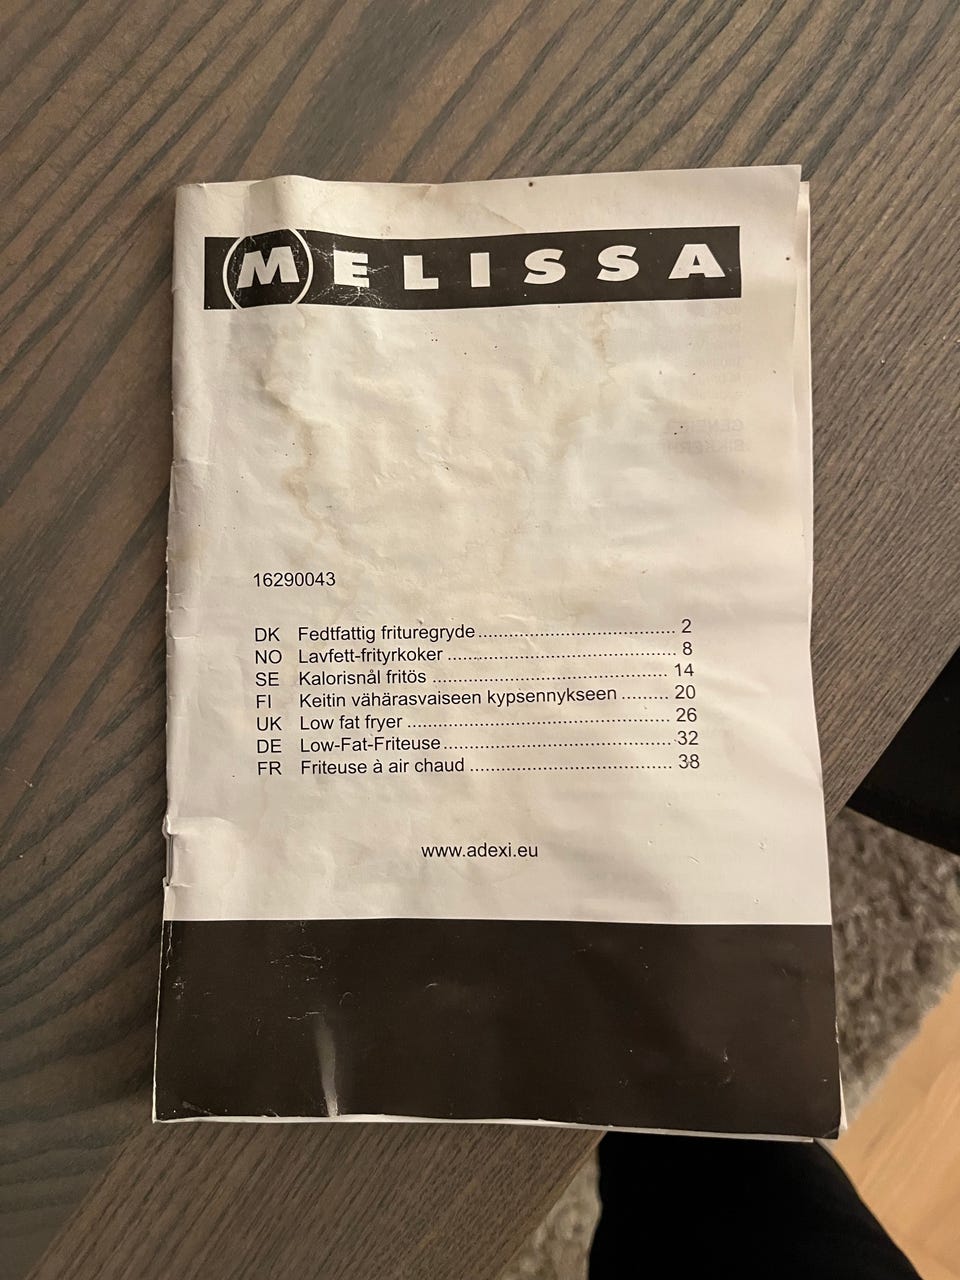 MELISSA
16290043
DK Fedtfattig frituregryde ........................................ 2
NO Lavfett-frityrkoker .............................................. 8
SE Kalorisnål fritös ................................................ 14
FI Keitin vähärasvaiseen kypsennykseen ......... 20
UK Low fat fryer .................................................... 26
DE Low-Fat-Friteuse ............................................. 32
FR Friteuse à air chaud ........................................ 38
www.adexi.eu